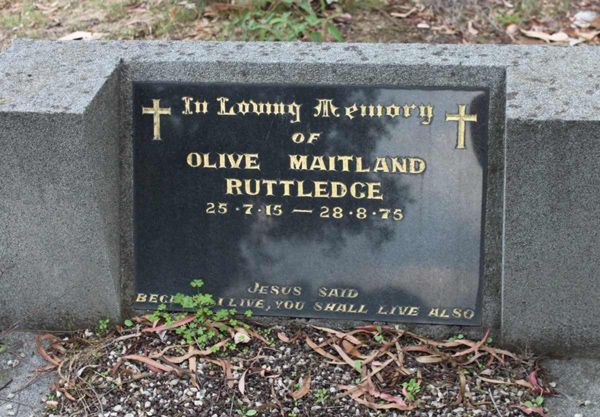 In Loving Memory
OF
OLIVE MAITLAND
RUTTLEDGE
25·7·15 — 28·8·75
JESUS SAID
I LIVE, YOU SHALL LIVE ALSO